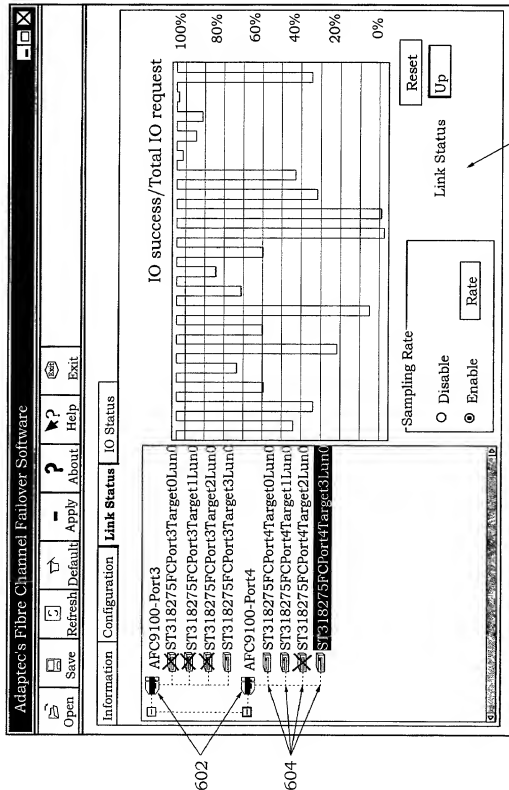 Adaptec's Fibre Channel Failover Software
Open Save Refresh Default Apply About Help Exit
Exit
Information Configuration Link Status IO Status
AFC9100-Port3
ST318275FCPort3Target0Lun0
ST318275FCPort3Target1Lun0
ST318275FCPort3Target2Lun0
ST318275FCPort3Target3Lun0
AFC9100-Port4
ST318275FCPort4Target0Lun0
ST318275FCPort4Target1Lun0
ST318275FCPort4Target2Lun0
ST318275FCPort4Target3Lun0
IO success/Total IO request
100%
80%
60%
40%
20%
0%
Sampling Rate
Disable
Enable
Rate
Link Status
Reset
Up
602
604